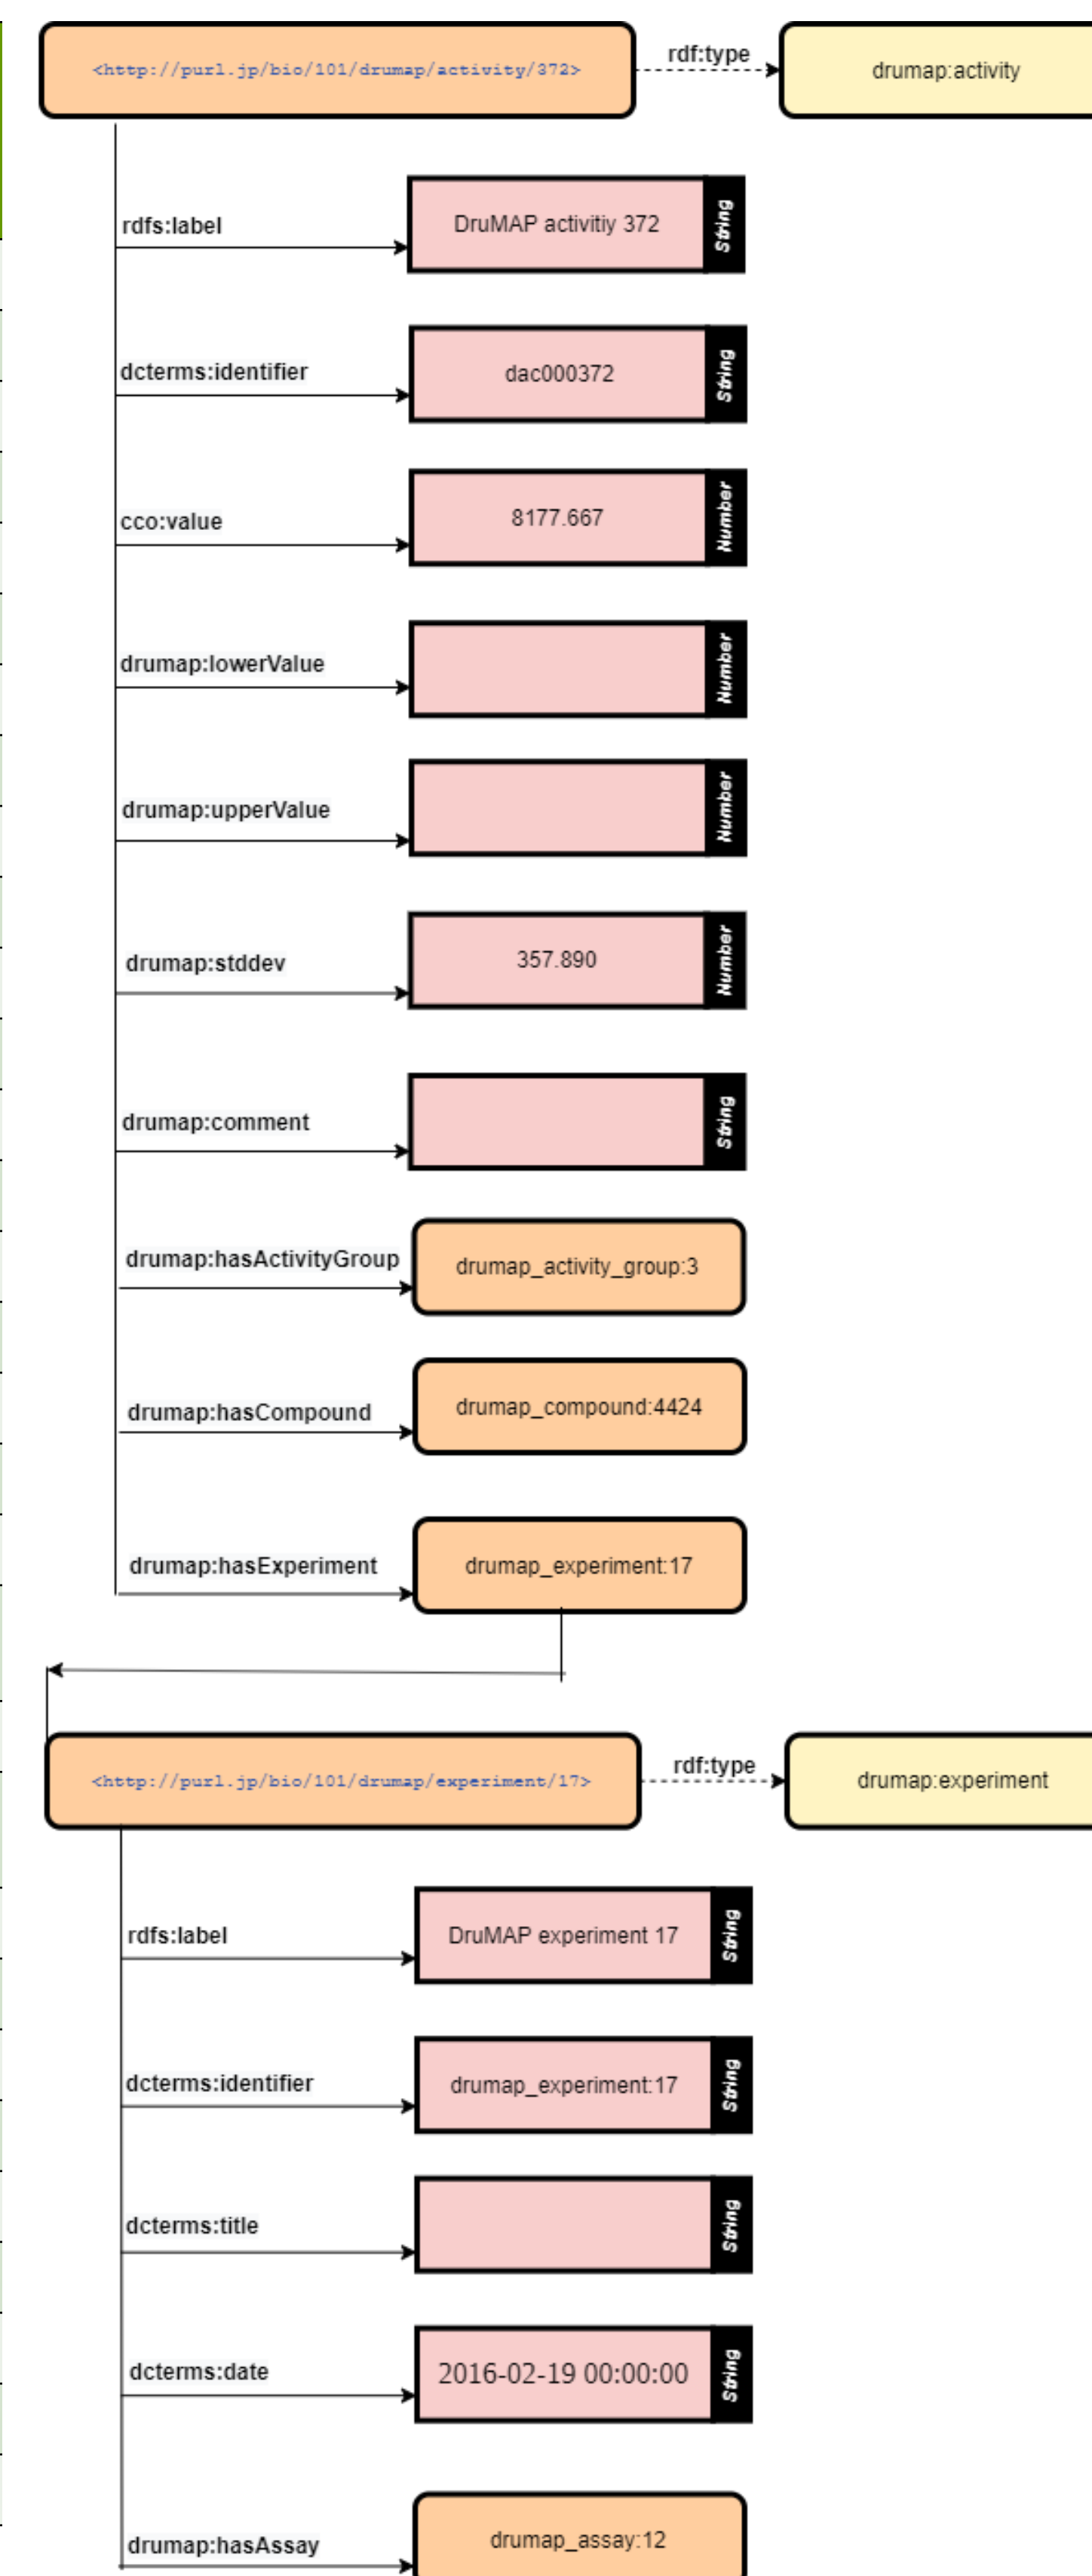 <http://purl.jp/bio/101/drumap/activity/372>
rdf:type
drumap:activity
rdfs:label
DruMAP activitiy 372
String
dcterms:identifier
dac000372
String
cco:value
8177.667
Number
drumap:lowerValue
Number
drumap:upperValue
Number
drumap:stddev
357.890
Number
drumap:comment
String
drumap:hasActivityGroup
drumap_activity_group:3
drumap:hasCompound
drumap_compound:4424
drumap:hasExperiment
drumap_experiment:17
<http://purl.jp/bio/101/drumap/experiment/17>
rdf:type
drumap:experiment
rdfs:label
DruMAP experiment 17
String
dcterms:identifier
drumap_experiment:17
String
dcterms:title
String
dcterms:date
2016-02-19 00:00:00
String
drumap:hasAssay
drumap_assay:12